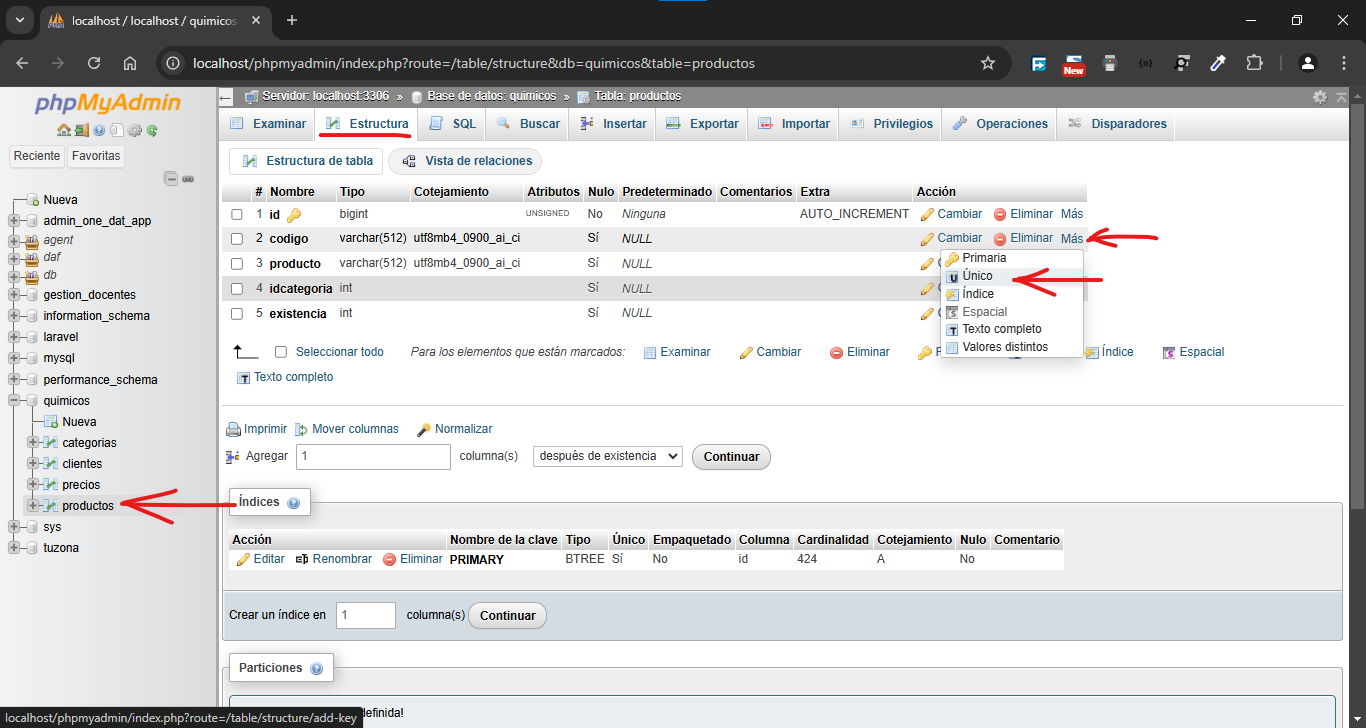 localhost / localhost / quimicos
localhost/phpmyadmin/index.php?route=/table/structure&db=quimicos&table=productos
New
phpMyAdmin
Reciente Favoritas
Nueva
admin_one_dat_app
agent
daf
db
gestion_docentes
information_schema
laravel
mysql
performance_schema
quimicos
Nueva
categorias
clientes
precios
productos
sys
tuzona
Servidor: localhost:3306 » Base de datos: quimicos » Tabla: productos
Examinar Estructura SQL Buscar Insertar Exportar Importar Privilegios Operaciones Disparadores
Estructura de tabla Vista de relaciones
# Nombre Tipo Cotejamiento Atributos Nulo Predeterminado Comentarios Extra Acción
1 id bigint UNSIGNED No Ninguna AUTO_INCREMENT Cambiar Eliminar Más
2 codigo varchar(512) utf8mb4_0900_ai_ci Sí NULL Cambiar Eliminar Más
3 producto varchar(512) utf8mb4_0900_ai_ci Sí NULL
4 idcategoria int Sí NULL
5 existencia int Sí NULL
Primaria
Único
Índice
Espacial
Texto completo
Valores distintos
Seleccionar todo Para los elementos que están marcados: Examinar Cambiar Eliminar Índice Espacial
Texto completo
Imprimir Mover columnas Normalizar
Agregar 1 columna(s) después de existencia Continuar
Índices
Acción Nombre de la clave Tipo Único Empaquetado Columna Cardinalidad Cotejamiento Nulo Comentario
Editar Renombrar Eliminar PRIMARY BTREE Sí No id 424 A No
Crear un índice en 1 columna(s) Continuar
Particiones
definida!
localhost/phpmyadmin/index.php?route=/table/structure/add-key